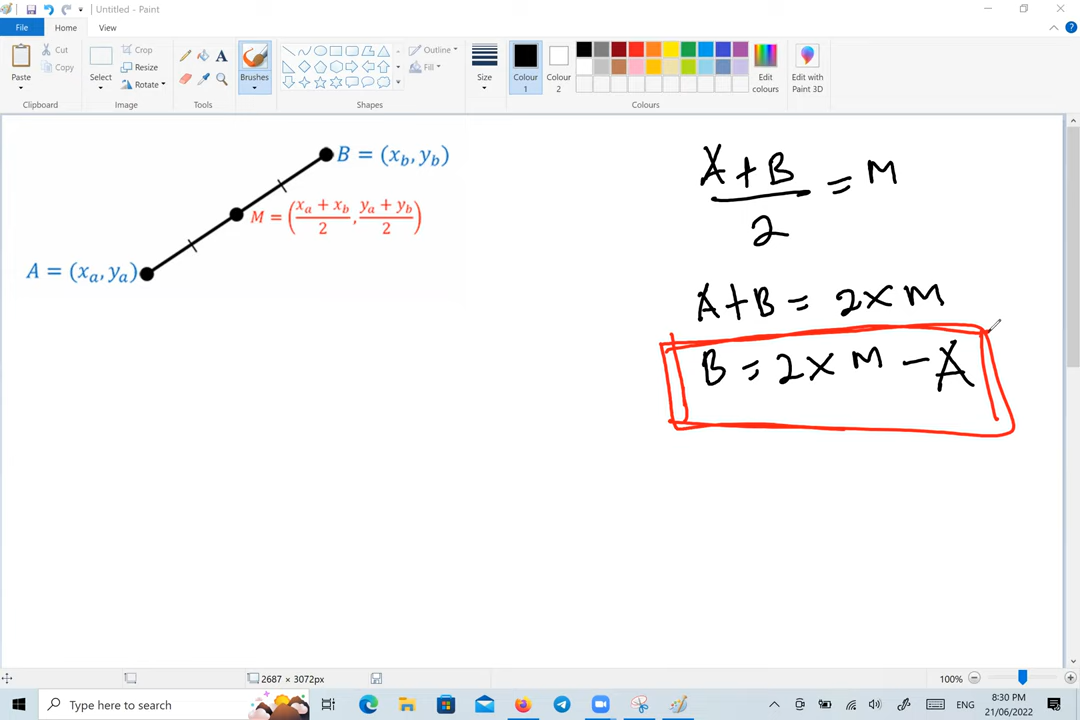 Untitled - Paint
File Home View
Paste
Cut
Copy
Clipboard
Select
Crop
Resize
Rotate
Image
Tools
Brushes
Shapes
Outline
Fill
Size
Colour 1
Colour 2
Edit colours
Colours
Edit with Paint 3D
B = (x_b, y_b)
M = ((x_a + x_b)/2, (y_a + y_b)/2)
A = (x_a, y_a)
(A + B)/2 = M
A + B = 2 × M
B = 2 × M − A
2687 × 3072px
100%
Type here to search
ENG
8:30 PM
21/06/2022